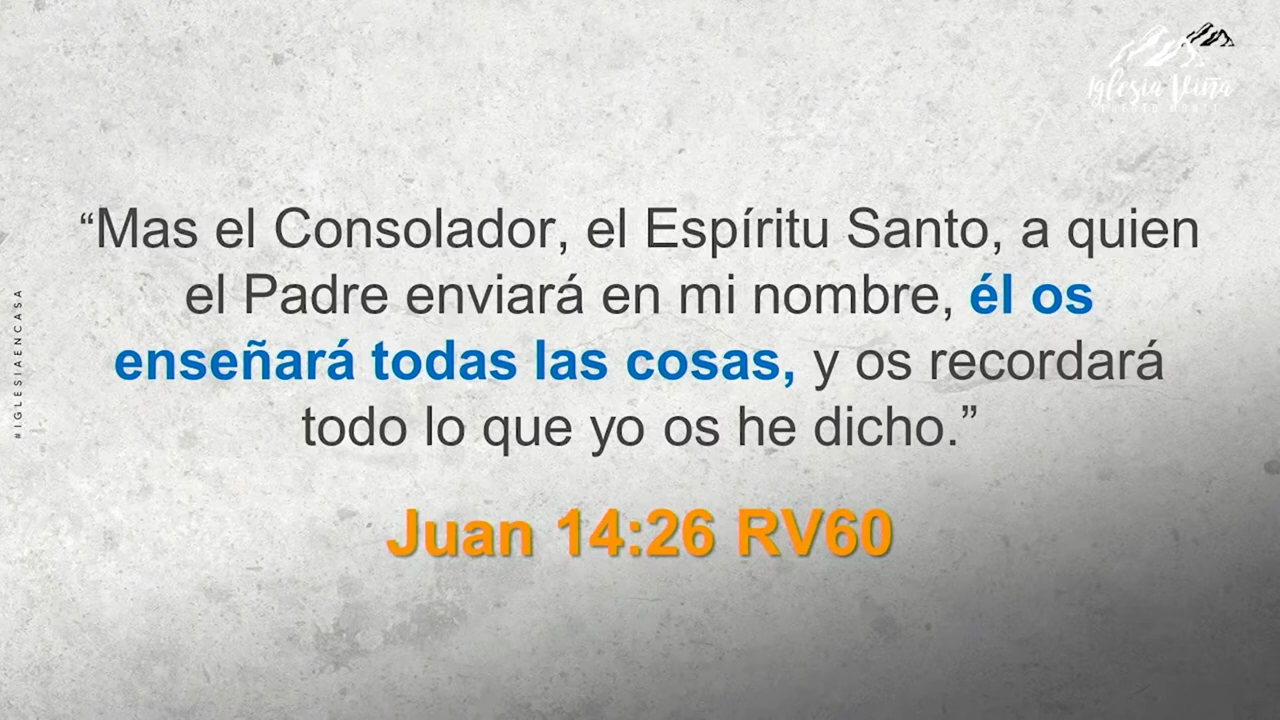 Iglesia Viña
#IGLESIAENCASA
“Mas el Consolador, el Espíritu Santo, a quien
el Padre enviará en mi nombre, él os
enseñará todas las cosas, y os recordará
todo lo que yo os he dicho.”
Juan 14:26 RV60